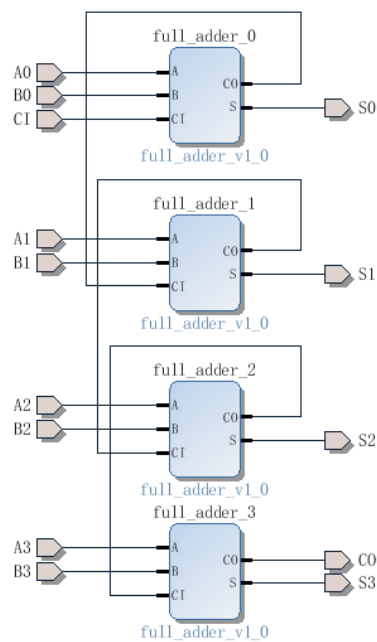 full_adder_0
A0
A
B0
B
CI
CI
CO
S
S0
full_adder_v1_0
full_adder_1
A1
A
B1
B
CI
CO
S
S1
full_adder_v1_0
full_adder_2
A2
A
B2
B
CI
CO
S
S2
full_adder_v1_0
full_adder_3
A3
A
B3
B
CI
CO
S
CO
S3
full_adder_v1_0